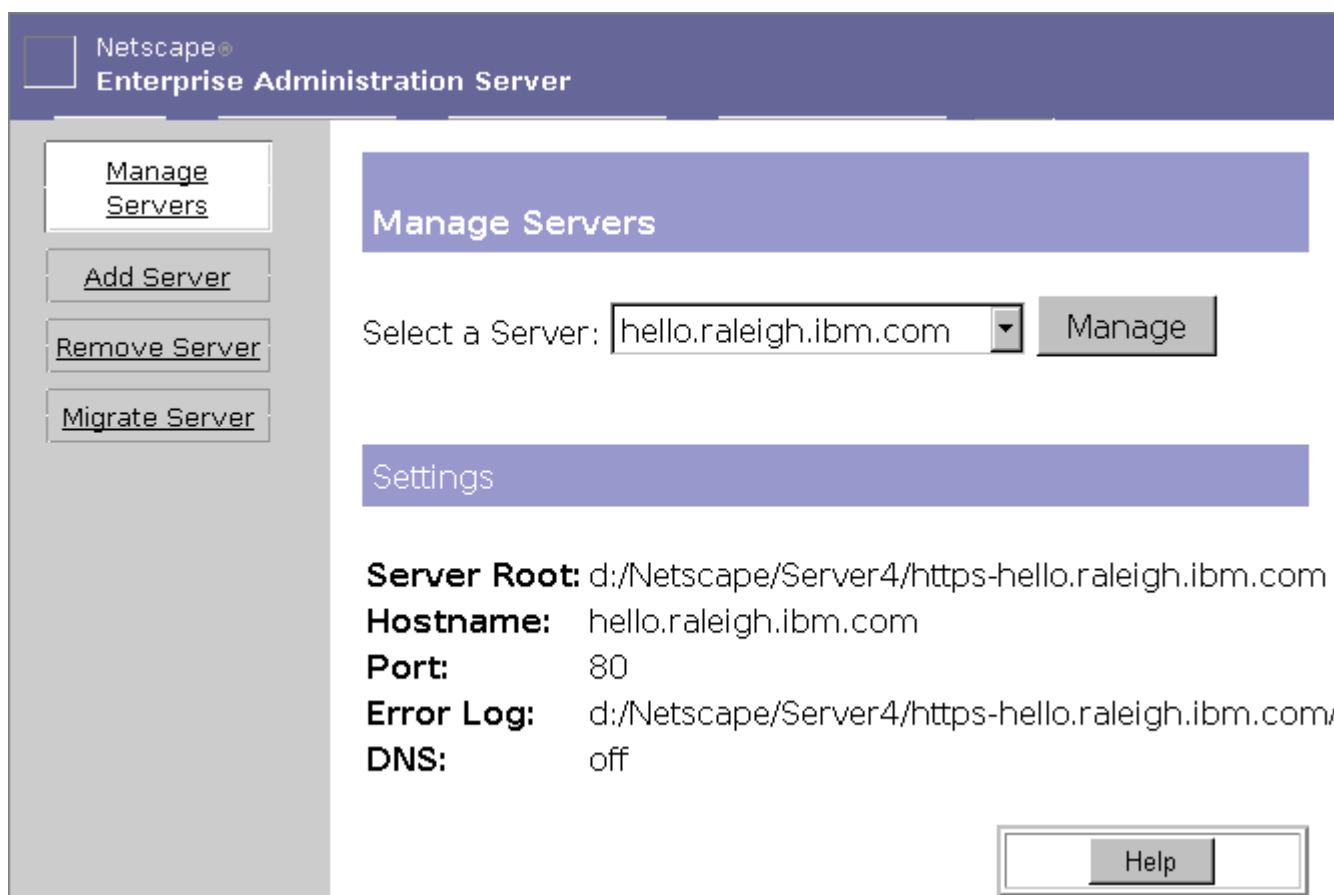 Netscape®
Enterprise Administration Server
Manage
Servers
Add Server
Remove Server
Migrate Server
Manage Servers
Select a Server: hello.raleigh.ibm.com Manage
Settings
Server Root: d:/Netscape/Server4/https-hello.raleigh.ibm.com
Hostname: hello.raleigh.ibm.com
Port: 80
Error Log: d:/Netscape/Server4/https-hello.raleigh.ibm.com/
DNS: off
Help